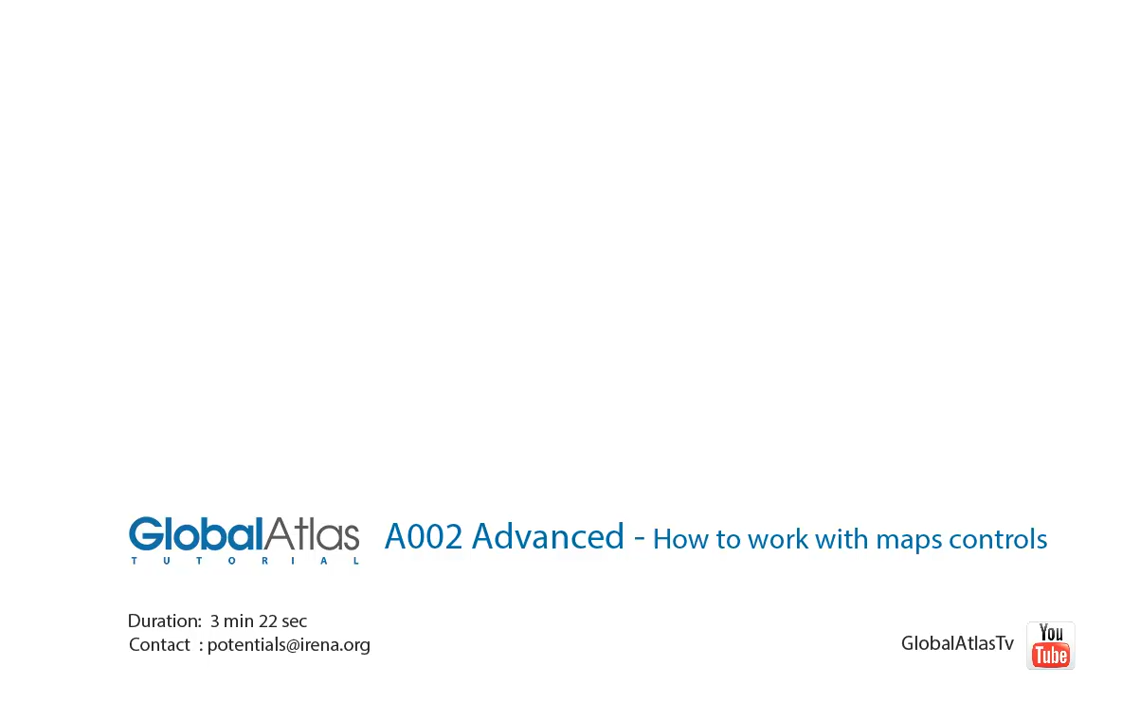 GlobalAtlas A002 Advanced - How to work with maps controls
TUTORIAL
Duration: 3 min 22 sec
Contact : potentials@irena.org
GlobalAtlasTv You
Tube